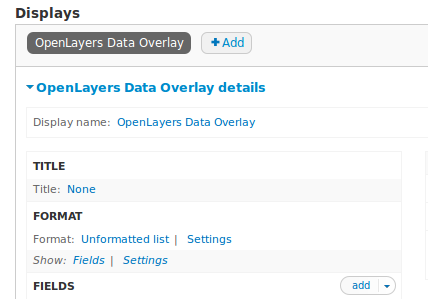 Displays
OpenLayers Data Overlay
Add
OpenLayers Data Overlay details
Display name: OpenLayers Data Overlay
TITLE
Title: None
FORMAT
Format: Unformatted list | Settings
Show: Fields | Settings
FIELDS
add